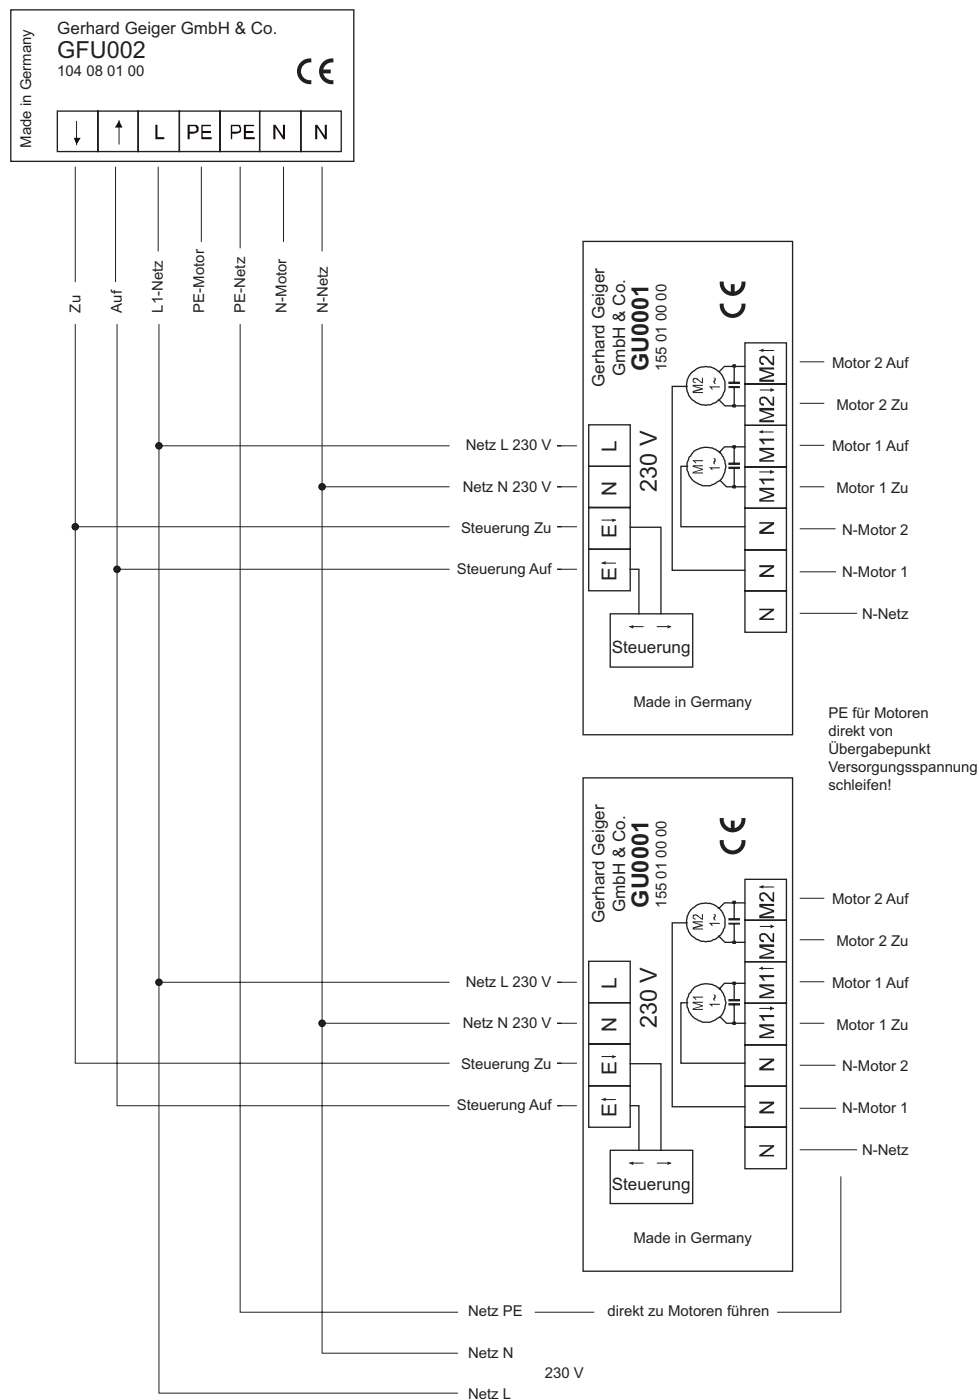 Made in Germany
Gerhard Geiger GmbH & Co.
GFU002
104 08 01 00
CE
↓ ↑ L PE PE N N
Zu
Auf
L1-Netz
PE-Motor
PE-Netz
N-Motor
N-Netz
Gerhard Geiger
GmbH & Co.
GU0001
155 01 00 00
CE
Netz L 230 V
Netz N 230 V
Steuerung Zu
Steuerung Auf
L
N
E↓
E↑
230 V
M2
1~
M1
1~
M2↑
M2↓
M1↑
M1↓
N
N
N
Motor 2 Auf
Motor 2 Zu
Motor 1 Auf
Motor 1 Zu
N-Motor 2
N-Motor 1
N-Netz
← →
Steuerung
Made in Germany
PE für Motoren
direkt von
Übergabepunkt
Versorgungsspannung
schleifen!
Gerhard Geiger
GmbH & Co.
GU0001
155 01 00 00
CE
Netz L 230 V
Netz N 230 V
Steuerung Zu
Steuerung Auf
L
N
E↓
E↑
230 V
M2
1~
M1
1~
M2↑
M2↓
M1↑
M1↓
N
N
N
Motor 2 Auf
Motor 2 Zu
Motor 1 Auf
Motor 1 Zu
N-Motor 2
N-Motor 1
N-Netz
← →
Steuerung
Made in Germany
Netz PE direkt zu Motoren führen
Netz N
230 V
Netz L